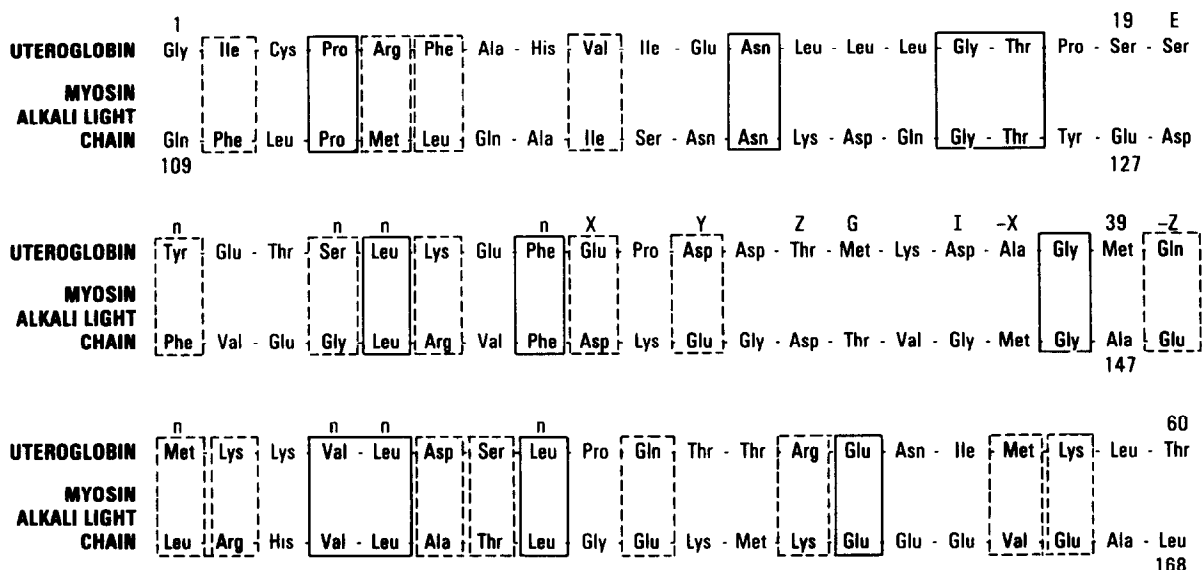 1 19 E
UTEROGLOBIN Gly Ile Cys Pro Arg Phe Ala - His Val Ile - Glu Asn Leu - Leu - Leu Gly - Thr Pro - Ser - Ser
MYOSIN
ALKALI LIGHT
CHAIN Gln Phe Leu Pro Met Leu Gln - Ala Ile Ser - Asn Asn Lys - Asp - Gln Gly - Thr Tyr - Glu - Asp
109 127
n n n n X Y Z G I -X 39 -Z
UTEROGLOBIN Tyr Glu - Thr Ser Leu Lys Glu Phe Glu Pro Asp Asp - Thr - Met - Lys - Asp - Ala Gly Met Gln
MYOSIN
ALKALI LIGHT
CHAIN Phe Val - Glu Gly Leu Arg Val Phe Asp Lys Glu Gly - Asp - Thr - Val - Gly - Met Gly Ala Glu
147
n n n n 60
UTEROGLOBIN Met Lys Lys Val - Leu Asp Ser Leu Pro Gln Thr - Thr Arg Glu Asn - Ile Met Lys Leu - Thr
MYOSIN
ALKALI LIGHT
CHAIN Leu Arg His Val - Leu Ala Thr Leu Gly Glu Lys - Met Lys Glu Glu - Glu Val Glu Ala - Leu
168